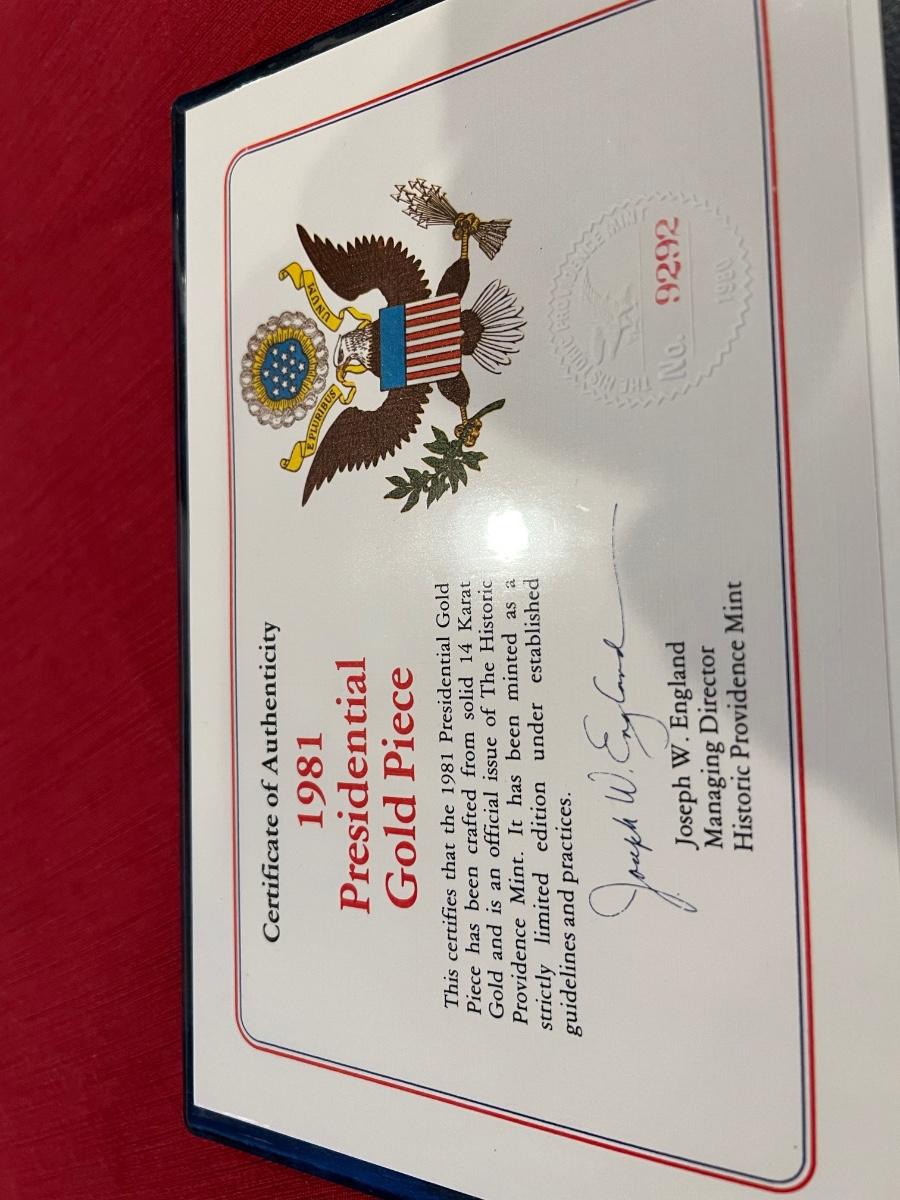 Certificate of Authenticity
1981
Presidential
Gold Piece
This certifies that the 1981 Presidential Gold
Piece has been crafted from solid 14 Karat
Gold and is an official issue of The Historic
Providence Mint. It has been minted as a
strictly limited edition under established
guidelines and practices.
Joseph W. England
Joseph W. England
Managing Director
Historic Providence Mint
E PLURIBUS UNUM
THE HISTORIC PROVIDENCE MINT
No. 9292
1980